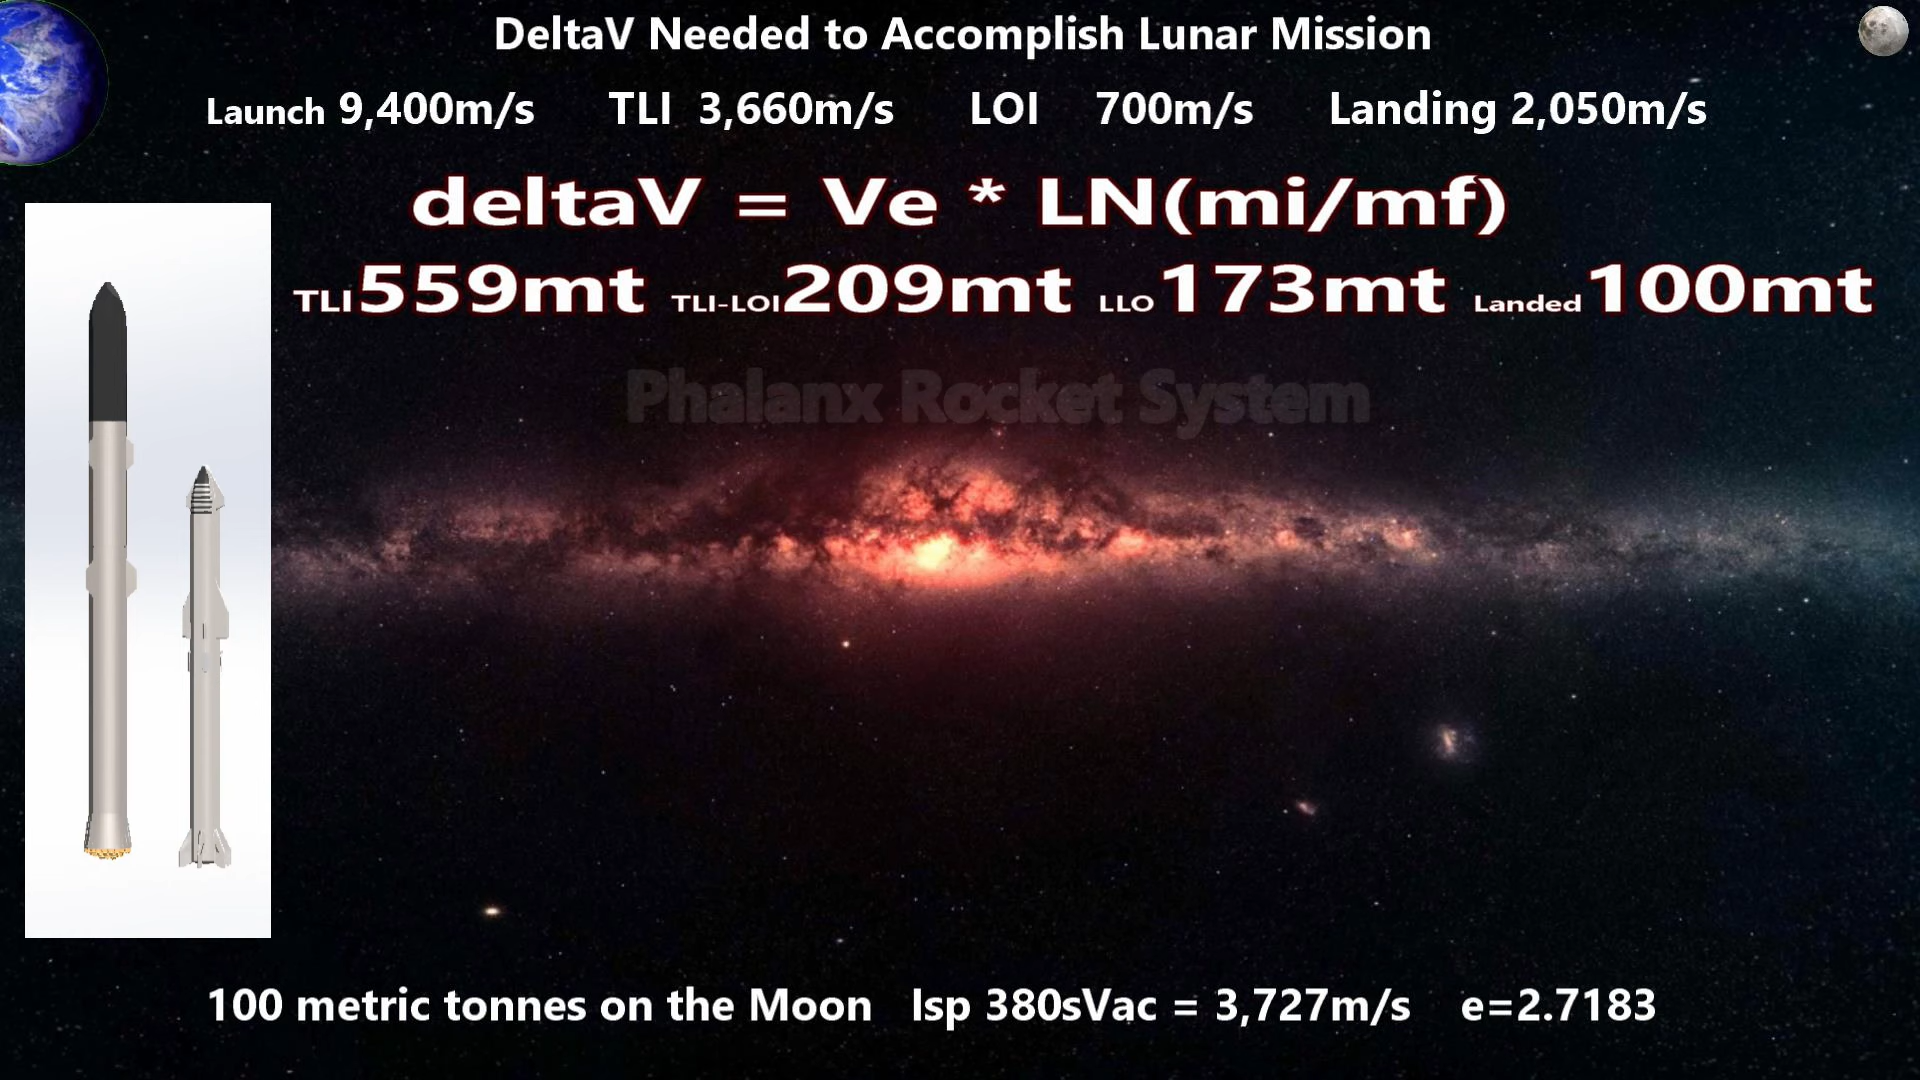 DeltaV Needed to Accomplish Lunar Mission
Launch 9,400m/s TLI 3,660m/s LOI 700m/s Landing 2,050m/s
deltaV = Ve * LN(mi/mf)
TLI559mt TLI-LOI209mt LLO173mt Landed100mt
Phalanx Rocket System
100 metric tonnes on the Moon Isp 380sVac = 3,727m/s e=2.7183